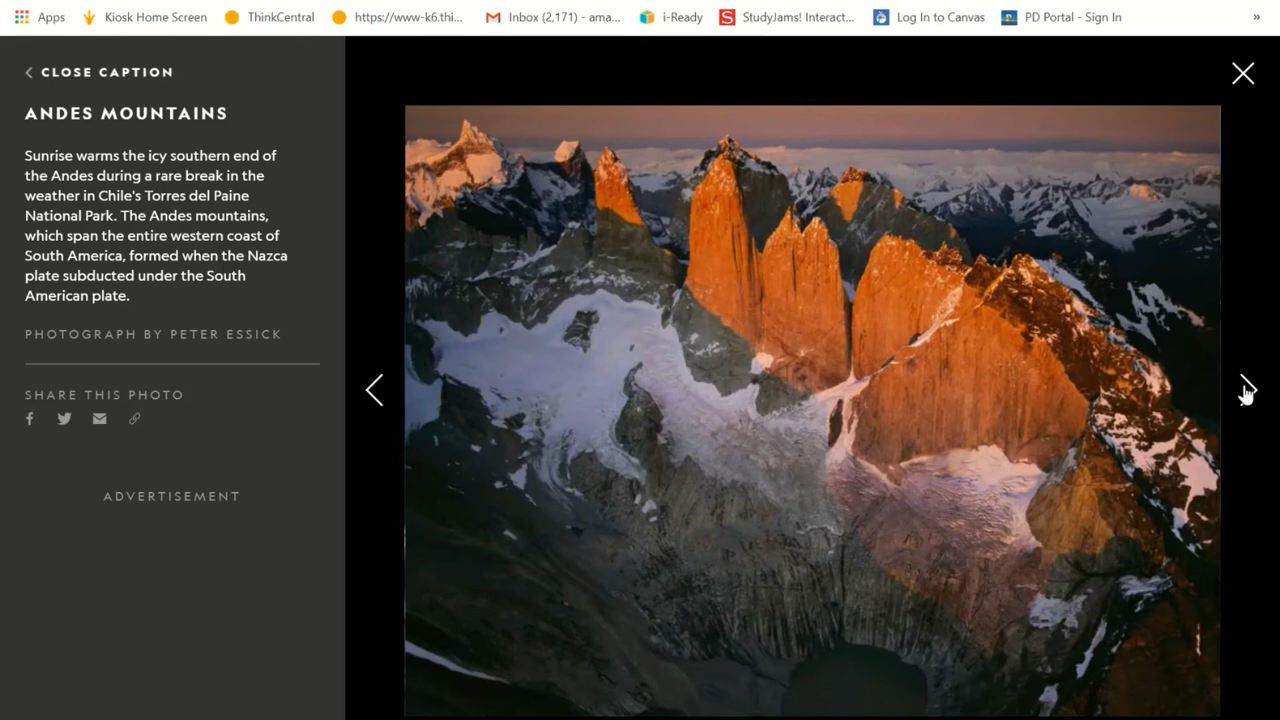 Apps Kiosk Home Screen ThinkCentral https://www-k6.thi... Inbox (2,171) - ama... i-Ready StudyJams! Interact... Log In to Canvas PD Portal - Sign In »
CLOSE CAPTION
ANDES MOUNTAINS
Sunrise warms the icy southern end of
the Andes during a rare break in the
weather in Chile's Torres del Paine
National Park. The Andes mountains,
which span the entire western coast of
South America, formed when the Nazca
plate subducted under the South
American plate.
PHOTOGRAPH BY PETER ESSICK
SHARE THIS PHOTO
ADVERTISEMENT